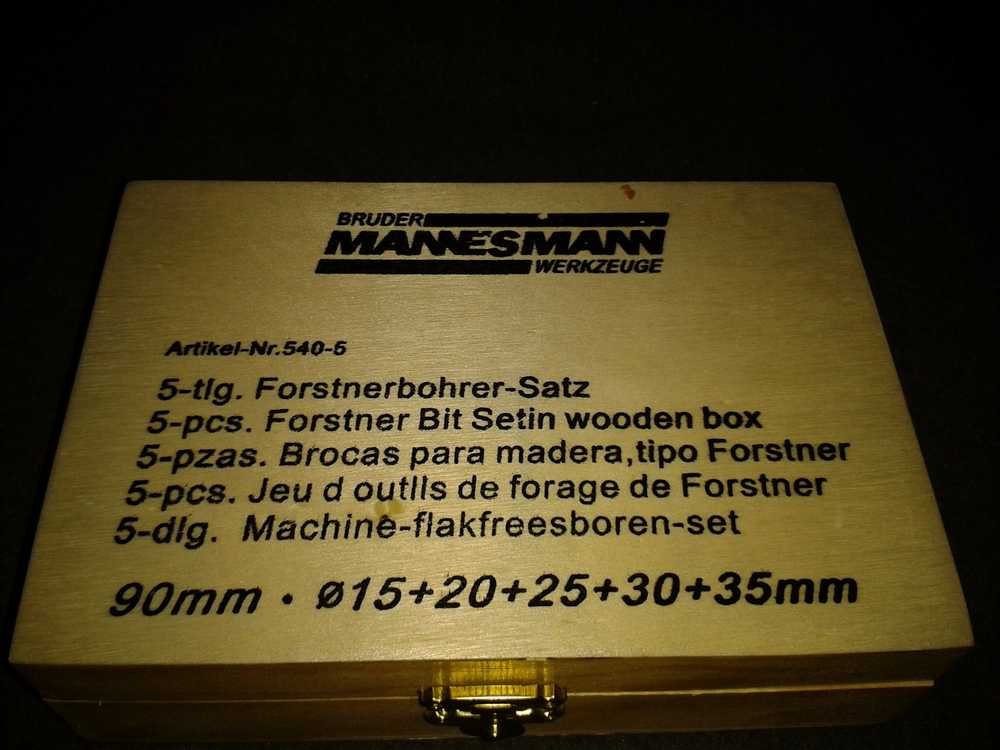 BRUDER
MANNESMANN
WERKZEUGE
Artikel-Nr.540-5
5-tlg. Forstnerbohrer-Satz
5-pcs. Forstner Bit Setin wooden box
5-pzas. Brocas para madera,tipo Forstner
5-pcs. Jeu d outils de forage de Forstner
5-dlg. Machine-flakfreesboren-set
90mm · ø15+20+25+30+35mm